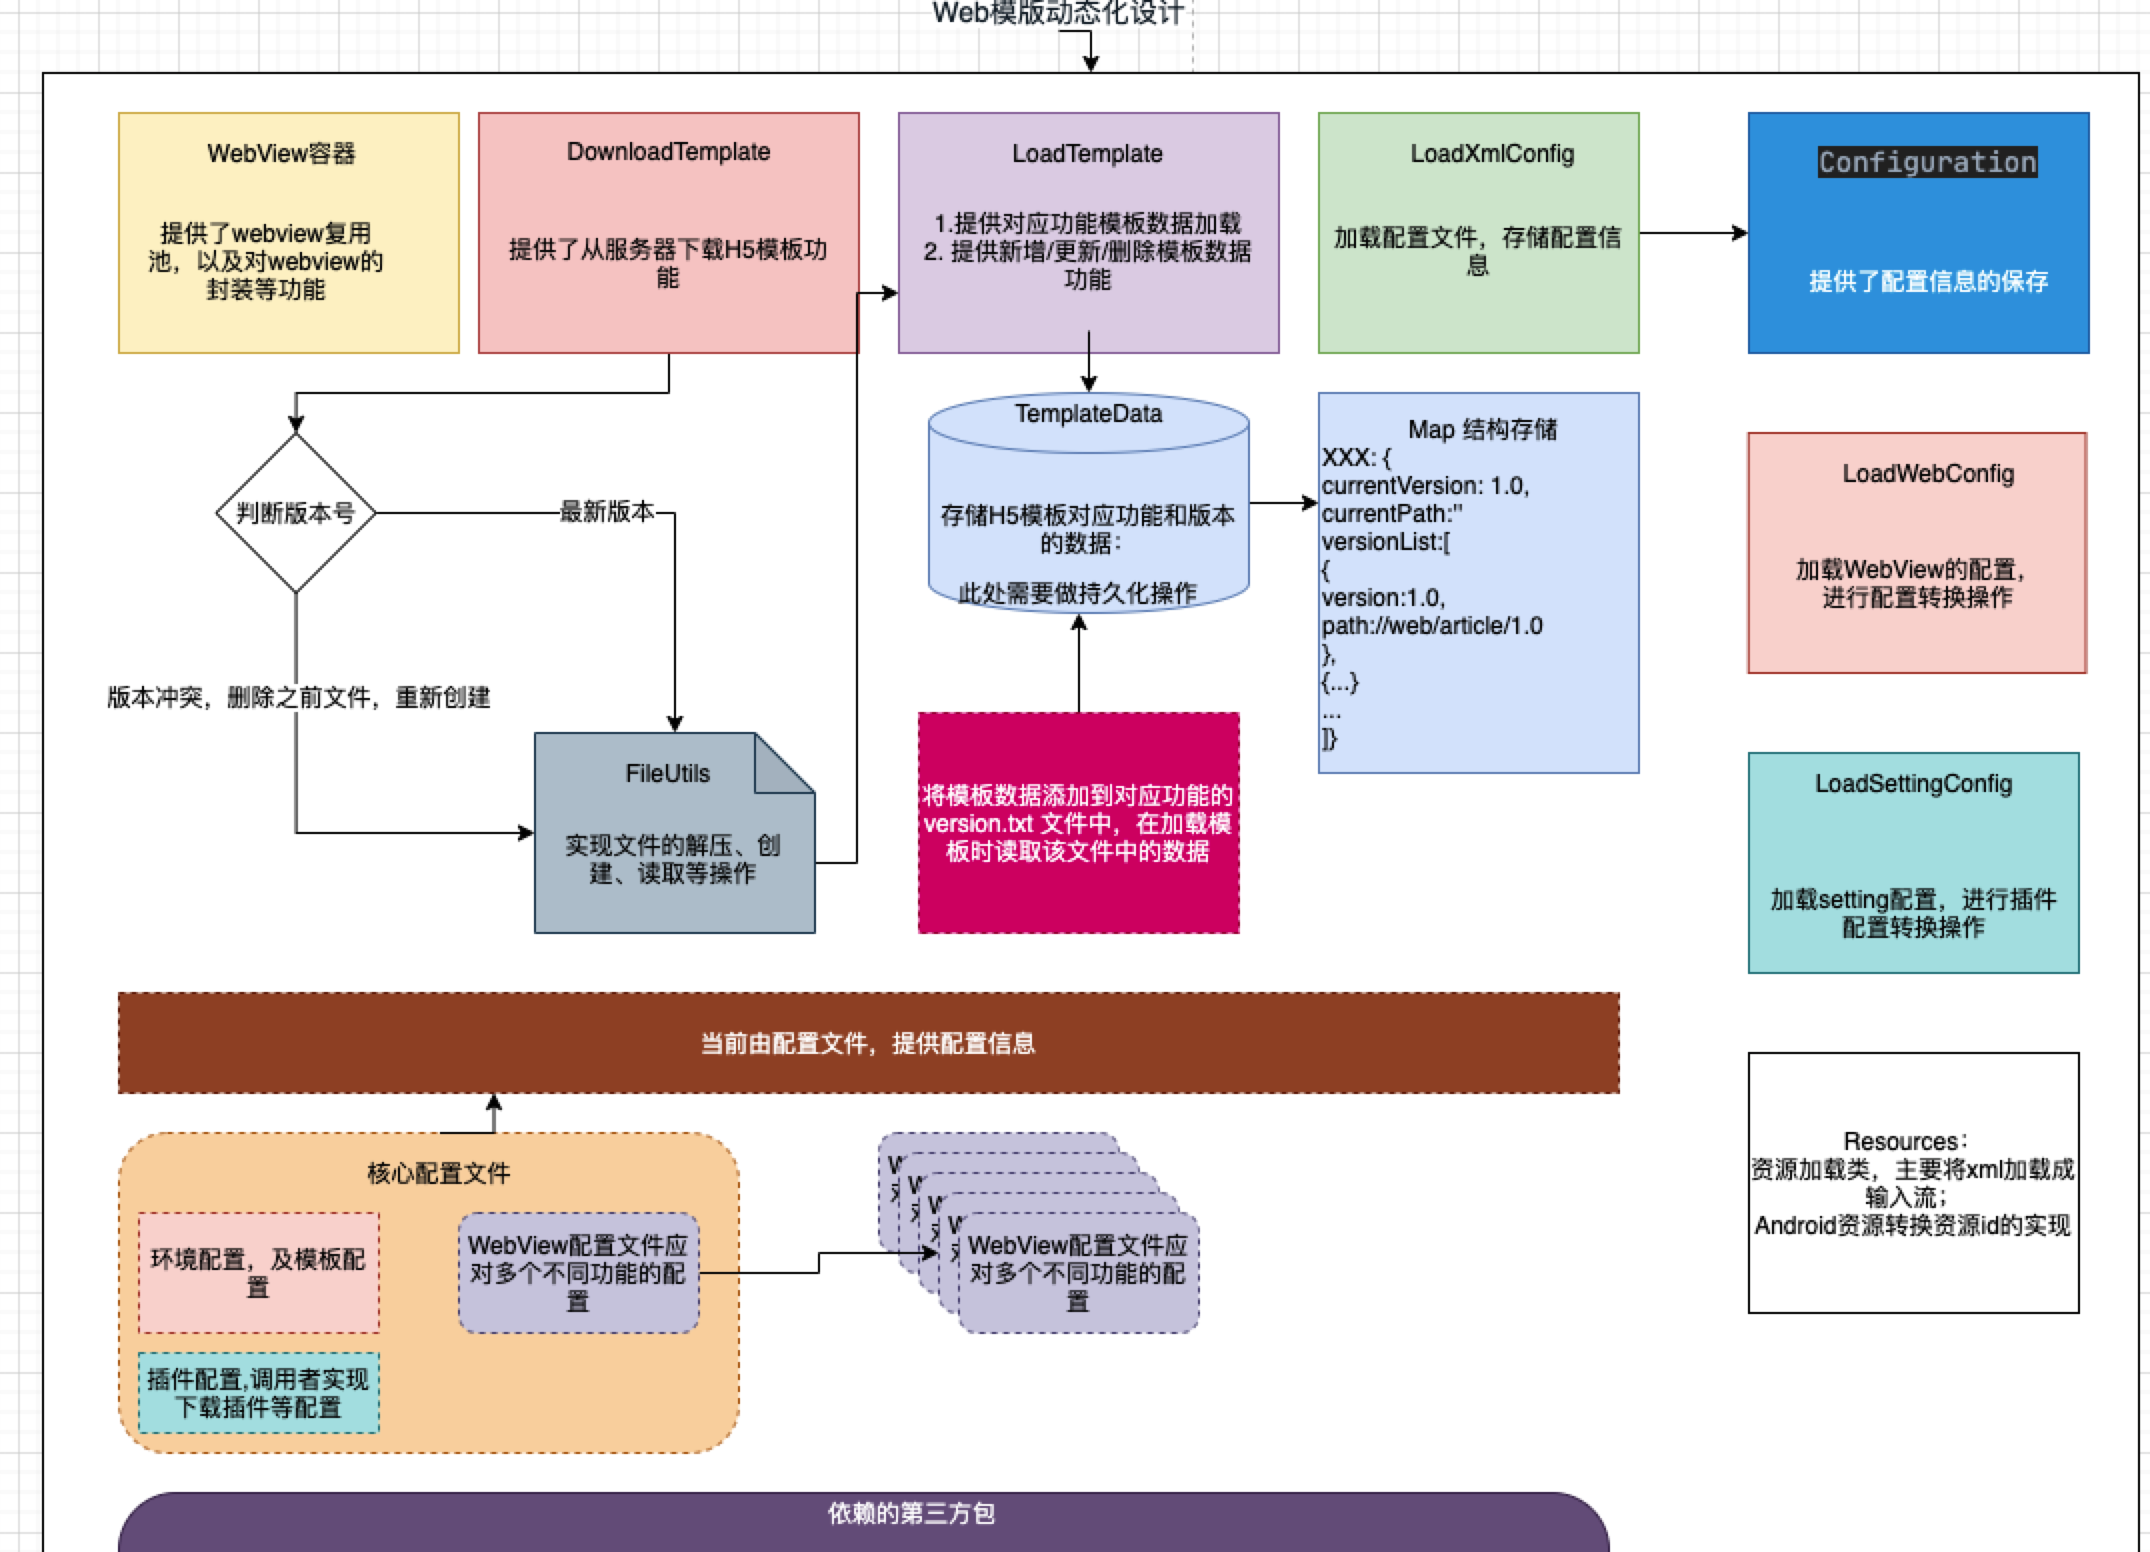 Web模版动态化设计
WebView容器
提供了webview复用
池，以及对webview的
封装等功能
DownloadTemplate
提供了从服务器下载H5模板功
能
LoadTemplate
1.提供对应功能模板数据加载
2. 提供新增/更新/删除模板数据
功能
LoadXmlConfig
加载配置文件，存储配置信
息
Configuration
提供了配置信息的保存
判断版本号
最新版本
版本冲突，删除之前文件，重新创建
FileUtils
实现文件的解压、创
建、读取等操作
TemplateData
存储H5模板对应功能和版本
的数据：
此处需要做持久化操作
Map 结构存储
XXX: {
currentVersion: 1.0,
currentPath:''
versionList:[
{
version:1.0,
path://web/article/1.0
},
{...}
...
]}
将模板数据添加到对应功能的
version.txt 文件中，在加载模
板时读取该文件中的数据
LoadWebConfig
加载WebView的配置，
进行配置转换操作
LoadSettingConfig
加载setting配置，进行插件
配置转换操作
当前由配置文件，提供配置信息
核心配置文件
环境配置，及模板配
置
WebView配置文件应
对多个不同功能的配
置
插件配置,调用者实现
下载插件等配置
W
对
W
对
W
对
W
对
WebView配置文件应
对多个不同功能的配
置
Resources：
资源加载类，主要将xml加载成
输入流；
Android资源转换资源id的实现
依赖的第三方包